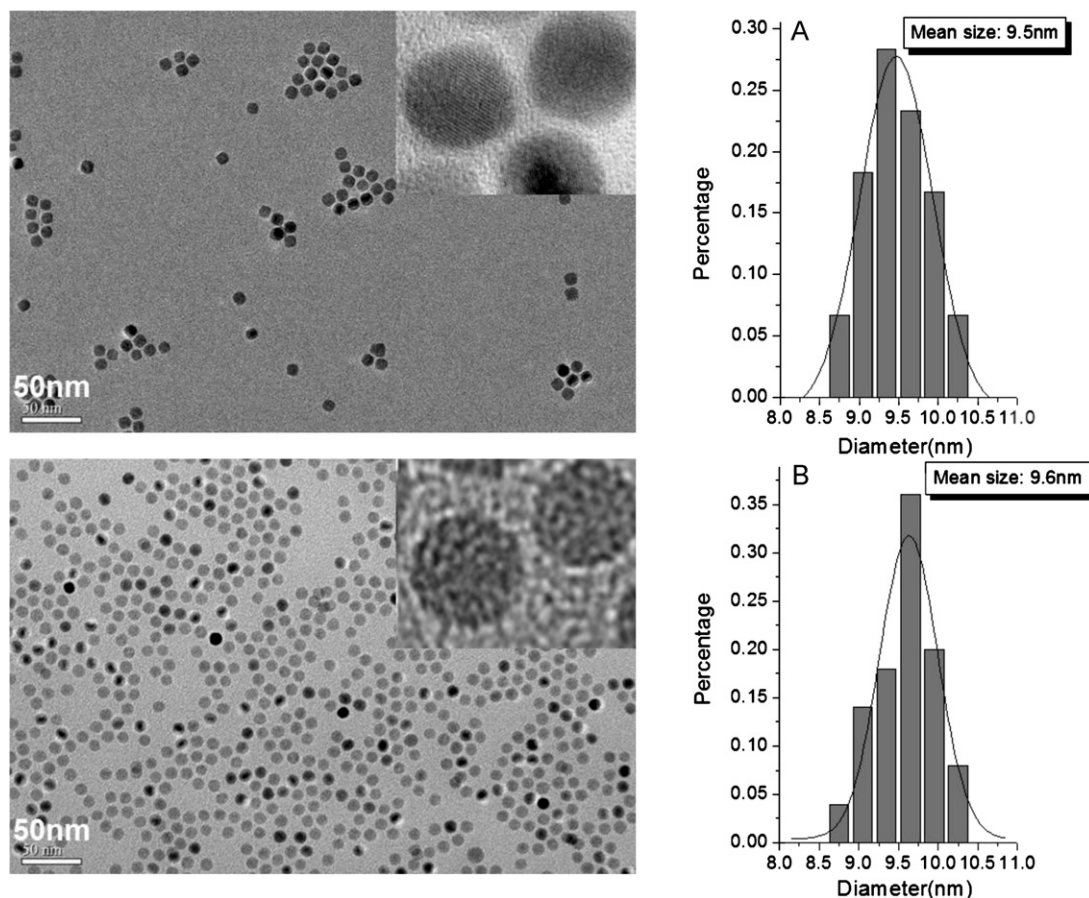 50nm
50 nm
A
Mean size: 9.5nm
Percentage
0.30
0.25
0.20
0.15
0.10
0.05
0.00
8.0 8.5 9.0 9.5 10.0 10.5 11.0
Diameter(nm)
50nm
50 nm
B
Mean size: 9.6nm
Percentage
0.35
0.30
0.25
0.20
0.15
0.10
0.05
0.00
8.0 8.5 9.0 9.5 10.0 10.5 11.0
Diameter(nm)